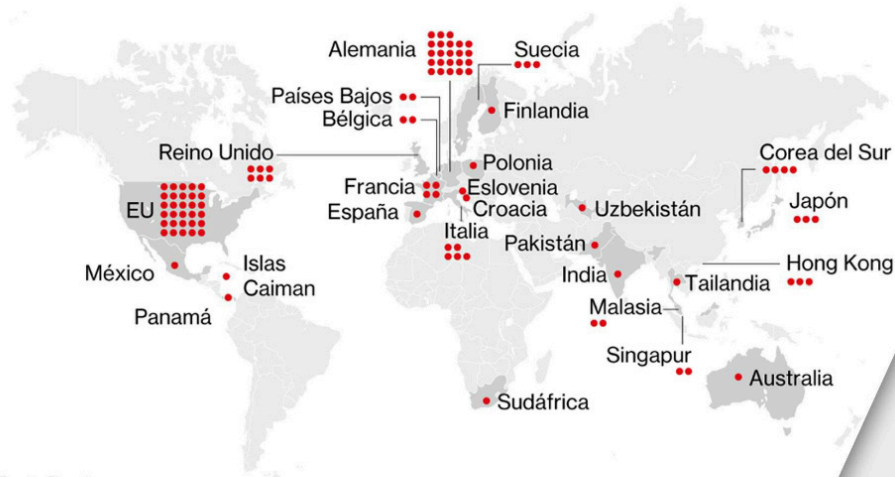 Alemania
Suecia
Países Bajos
Bélgica
Finlandia
Reino Unido
Polonia
Corea del Sur
Francia
Eslovenia
EU
España
Croacia
Uzbekistán
Japón
Italia
Pakistán
México
Islas
Caiman
India
Tailandia
Hong Kong
Panamá
Malasia
Singapur
Australia
Sudáfrica